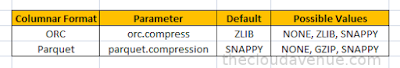 Columnar Format Parameter Default Possible Values
ORC orc.compress ZLIB NONE, ZLIB, SNAPPY
Parquet parquet.compression SNAPPY NONE, GZIP, SNAPPY
thecloudavenue.com